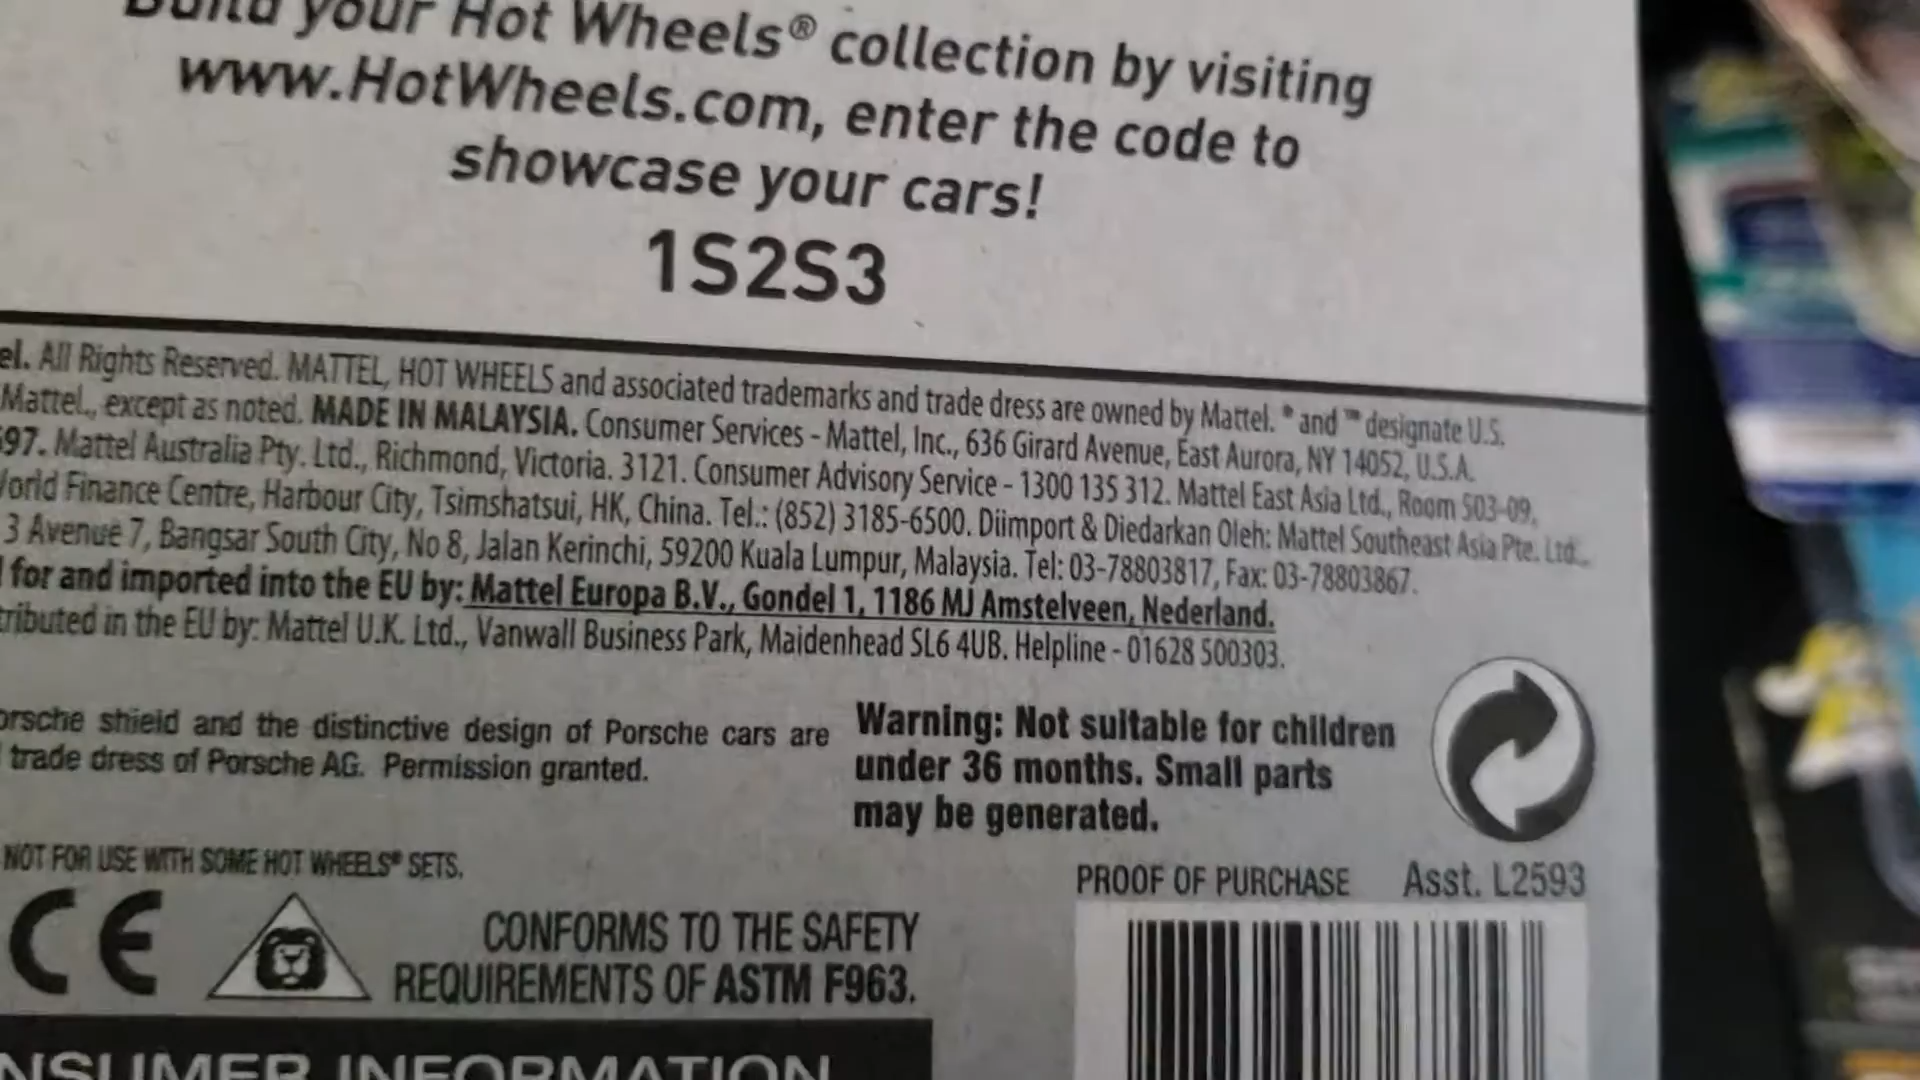 Build your Hot Wheels® collection by visiting
www.HotWheels.com, enter the code to
showcase your cars!
1S2S3
el. All Rights Reserved. MATTEL, HOT WHEELS and associated trademarks and trade dress are owned by Mattel. ® and ™ designate U.S.
Mattel., except as noted. MADE IN MALAYSIA. Consumer Services - Mattel, Inc., 636 Girard Avenue, East Aurora, NY 14052, U.S.A.
697. Mattel Australia Pty. Ltd., Richmond, Victoria. 3121. Consumer Advisory Service - 1300 135 312. Mattel East Asia Ltd., Room 503-09,
World Finance Centre, Harbour City, Tsimshatsui, HK, China. Tel.: (852) 3185-6500. Diimport & Diedarkan Oleh: Mattel Southeast Asia Pte. Ltd.,
3 Avenue 7, Bangsar South City, No 8, Jalan Kerinchi, 59200 Kuala Lumpur, Malaysia. Tel: 03-78803817, Fax: 03-78803867.
for and imported into the EU by: Mattel Europa B.V., Gondel 1, 1186 MJ Amstelveen, Nederland.
tributed in the EU by: Mattel U.K. Ltd., Vanwall Business Park, Maidenhead SL6 4UB. Helpline - 01628 500303.
orsche shield and the distinctive design of Porsche cars are
trade dress of Porsche AG. Permission granted.
Warning: Not suitable for children
under 36 months. Small parts
may be generated.
NOT FOR USE WITH SOME HOT WHEELS® SETS.
PROOF OF PURCHASE Asst. L2593
CE
CONFORMS TO THE SAFETY
REQUIREMENTS OF ASTM F963.
NSUMER INFORMATION